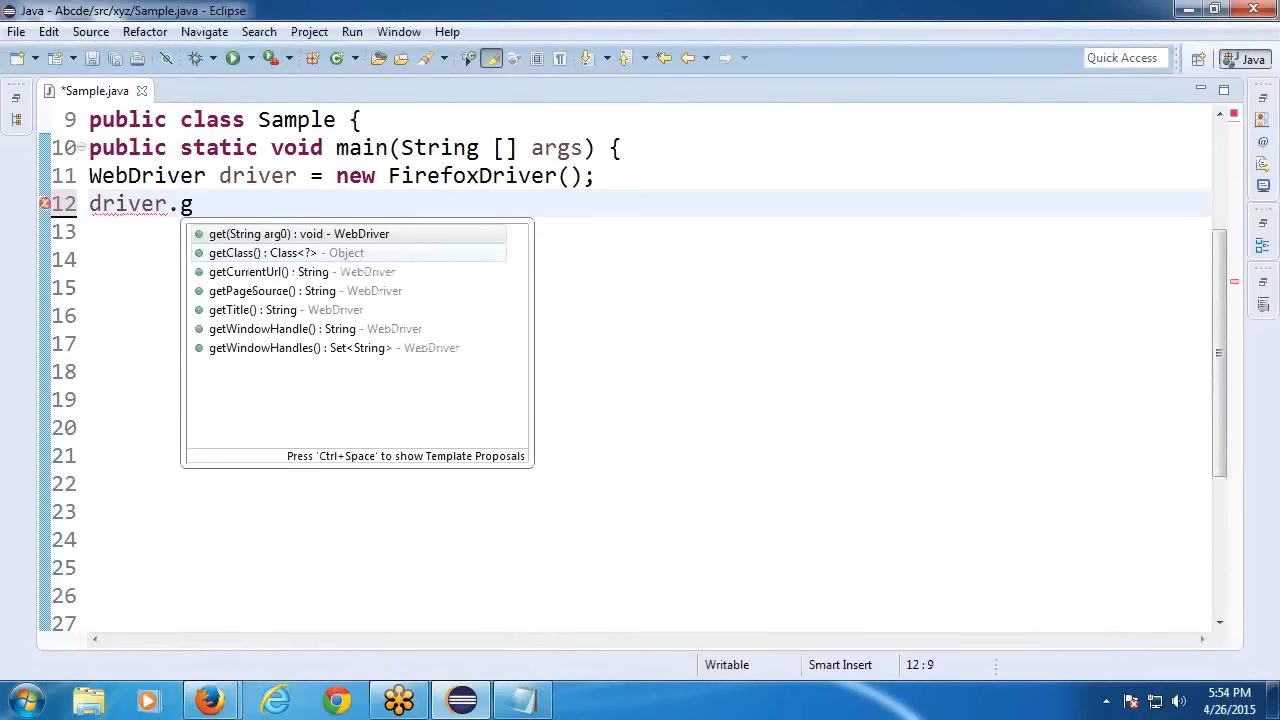 Java - Abcde/src/xyz/Sample.java - Eclipse
File Edit Source Refactor Navigate Search Project Run Window Help
Quick Access
Java
*Sample.java
9 public class Sample {
10 public static void main(String [] args) {
11 WebDriver driver = new FirefoxDriver();
12 driver.g
13
get(String arg0) : void - WebDriver
getClass() : Class<?> - Object
14
getCurrentUrl() : String - WebDriver
15
getPageSource() : String - WebDriver
16
getTitle() : String - WebDriver
17
getWindowHandle() : String - WebDriver
getWindowHandles() : Set<String> - WebDriver
18
19
20
21
Press 'Ctrl+Space' to show Template Proposals
22
23
24
25
26
27
Writable Smart Insert 12 : 9
5:54 PM
4/26/2015